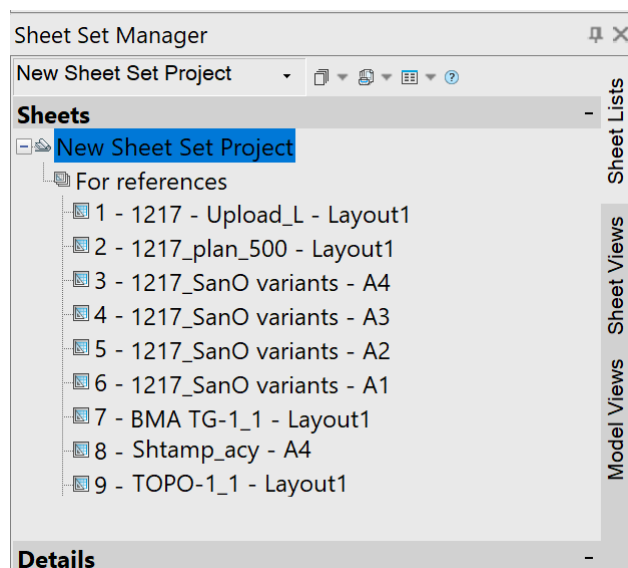 Sheet Set Manager
New Sheet Set Project
Sheets
New Sheet Set Project
For references
1 - 1217 - Upload_L - Layout1
2 - 1217_plan_500 - Layout1
3 - 1217_SanO variants - A4
4 - 1217_SanO variants - A3
5 - 1217_SanO variants - A2
6 - 1217_SanO variants - A1
7 - BMA TG-1_1 - Layout1
8 - Shtamp_acy - A4
9 - TOPO-1_1 - Layout1
Details
Sheet Lists
Sheet Views
Model Views